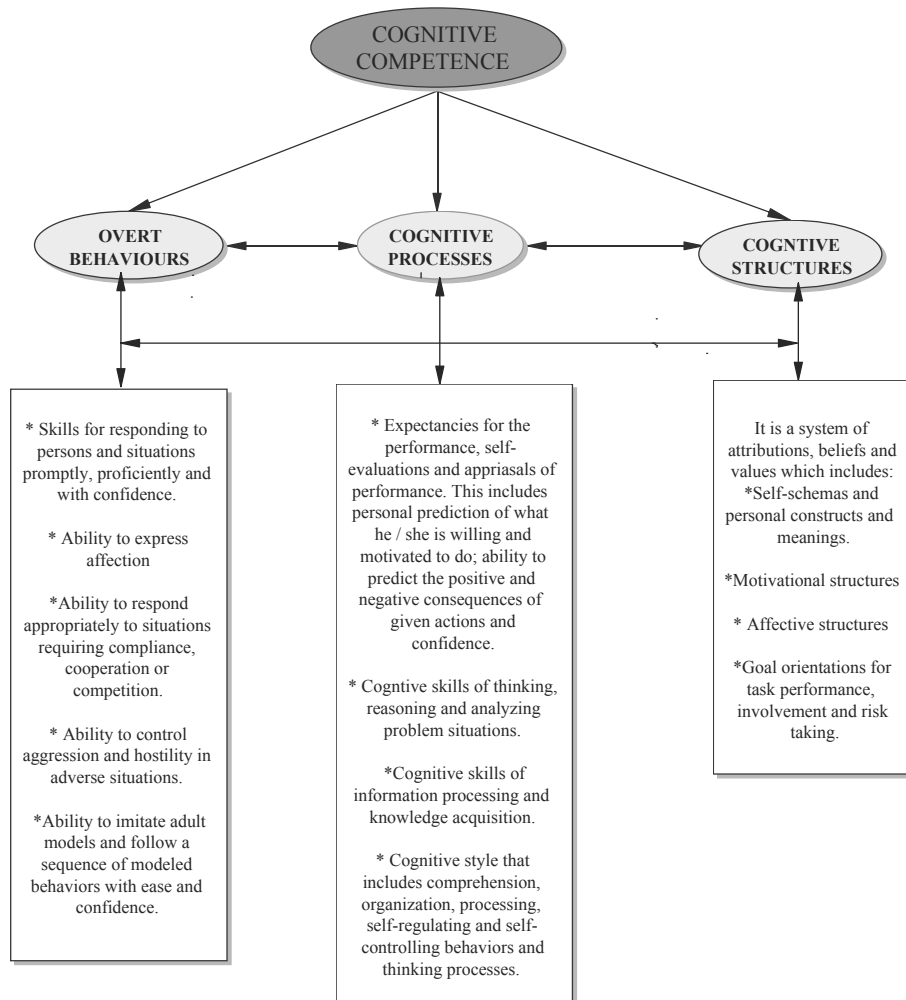 COGNITIVE
COMPETENCE
OVERT
BEHAVIOURS
COGNITIVE
PROCESSES
COGNTIVE
STRUCTURES
* Skills for responding to
persons and situations
promptly, proficiently and
with confidence.
* Ability to express
affection
*Ability to respond
appropriately to situations
requiring compliance,
cooperation or
competition.
* Ability to control
aggression and hostility in
adverse situations.
*Ability to imitate adult
models and follow a
sequence of modeled
behaviors with ease and
confidence.
* Expectancies for the
performance, self-
evaluations and appriasals of
performance. This includes
personal prediction of what
he / she is willing and
motivated to do; ability to
predict the positive and
negative consequences of
given actions and
confidence.
* Cogntive skills of thinking,
reasoning and analyzing
problem situations.
*Cognitive skills of
information processing and
knowledge acquisition.
* Cognitive style that
includes comprehension,
organization, processing,
self-regulating and self-
controlling behaviors and
thinking processes.
It is a system of
attributions, beliefs and
values which includes:
*Self-schemas and
personal constructs and
meanings.
*Motivational structures
* Affective structures
*Goal orientations for
task performance,
involvement and risk
taking.